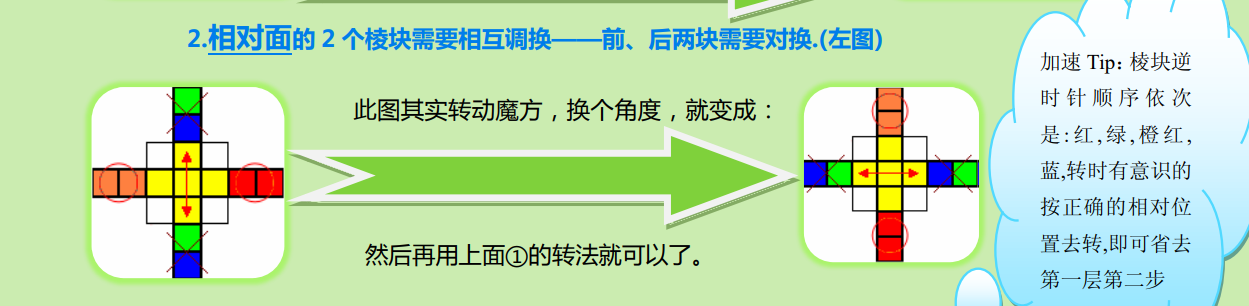 2.相对面的 2 个棱块需要相互调换——前、后两块需要对换.(左图)
此图其实转动魔方，换个角度，就变成：
然后再用上面①的转法就可以了。
加速 Tip: 棱块逆
时针顺序依次
是:红,绿,橙红,
蓝,转时有意识的
按正确的相对位
置去转,即可省去
第一层第二步